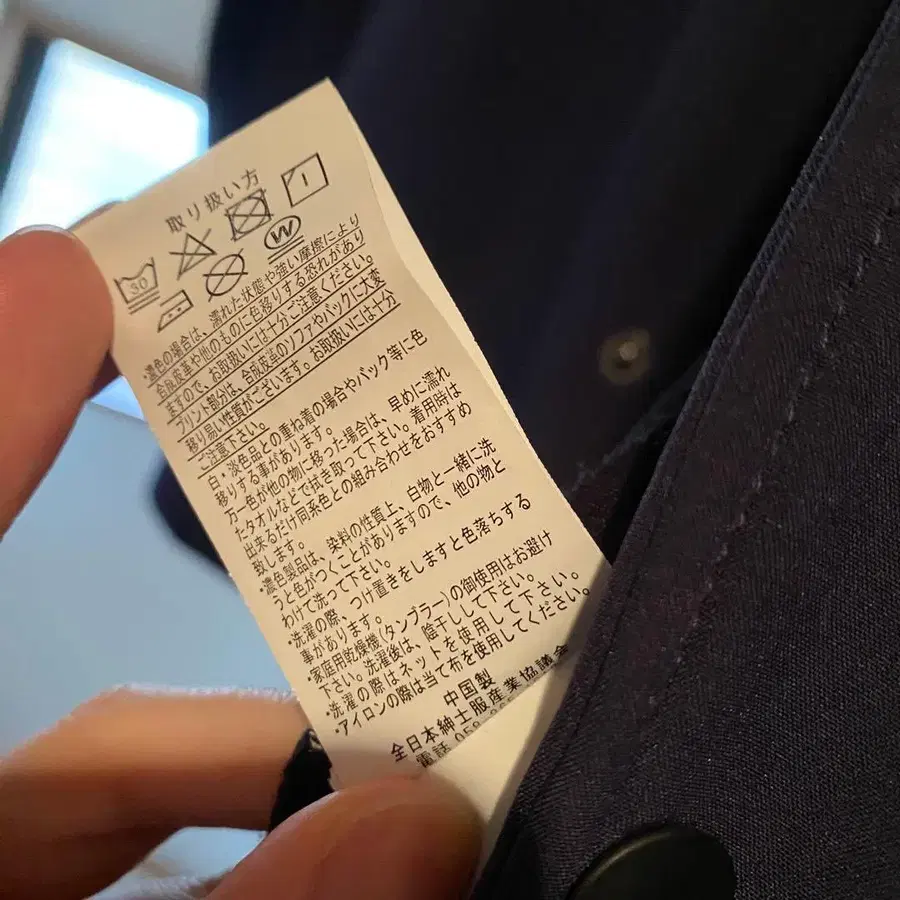 取り扱い方
30
W
・濃色の場合は、濡れた状態や強い摩擦により
合成皮革や他のものに色移りする恐れがあり
ますので、お取扱いには十分ご注意ください。
プリント部分は、合成皮革のソファやバックに大変
移り易い性質がございます。お取扱いには十分
ご注意下さい。
白・淡色品との重ね着の場合やバック等に色
移りする事があります。
万一色が他の物に移った場合は、早めに濡れ
たタオルなどで拭き取って下さい。着用時は
出来るだけ同系色との組み合わせをおすすめ
致します。
・濃色製品は、染料の性質上、白物と一緒に洗
うと色がつくことがありますので、他の物と
わけて洗って下さい。
・洗濯の際、つけ置きをしますと色落ちする
事があります。
・家庭用乾燥機(タンブラー)の御使用はお避け
下さい。洗濯後は、陰干しして下さい。
・洗濯の際はネットを使用して下さい。
・アイロンの際は当て布を使用してください。
中国製
全日本紳士服産業協議会
電話 058